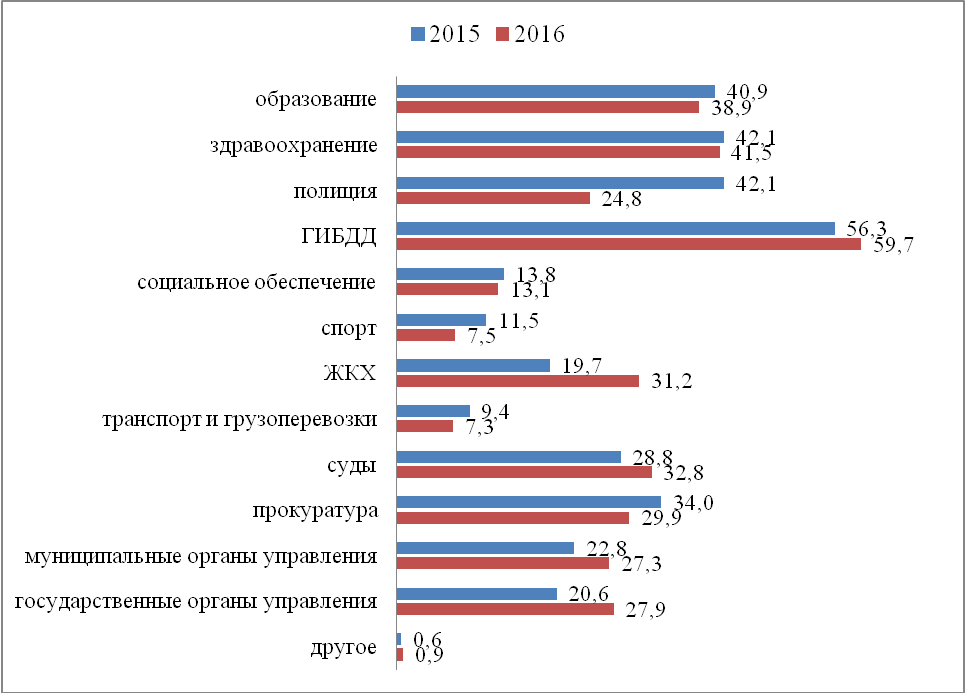 2015 2016
образование 40,9
38,9
здравоохранение 42,1
41,5
полиция 42,1
24,8
ГИБДД 56,3
59,7
социальное обеспечение 13,8
13,1
спорт 11,5
7,5
ЖКХ 19,7
31,2
транспорт и грузоперевозки 9,4
7,3
суды 28,8
32,8
прокуратура 34,0
29,9
муниципальные органы управления 22,8
27,3
государственные органы управления 20,6
27,9
другое 0,6
0,9